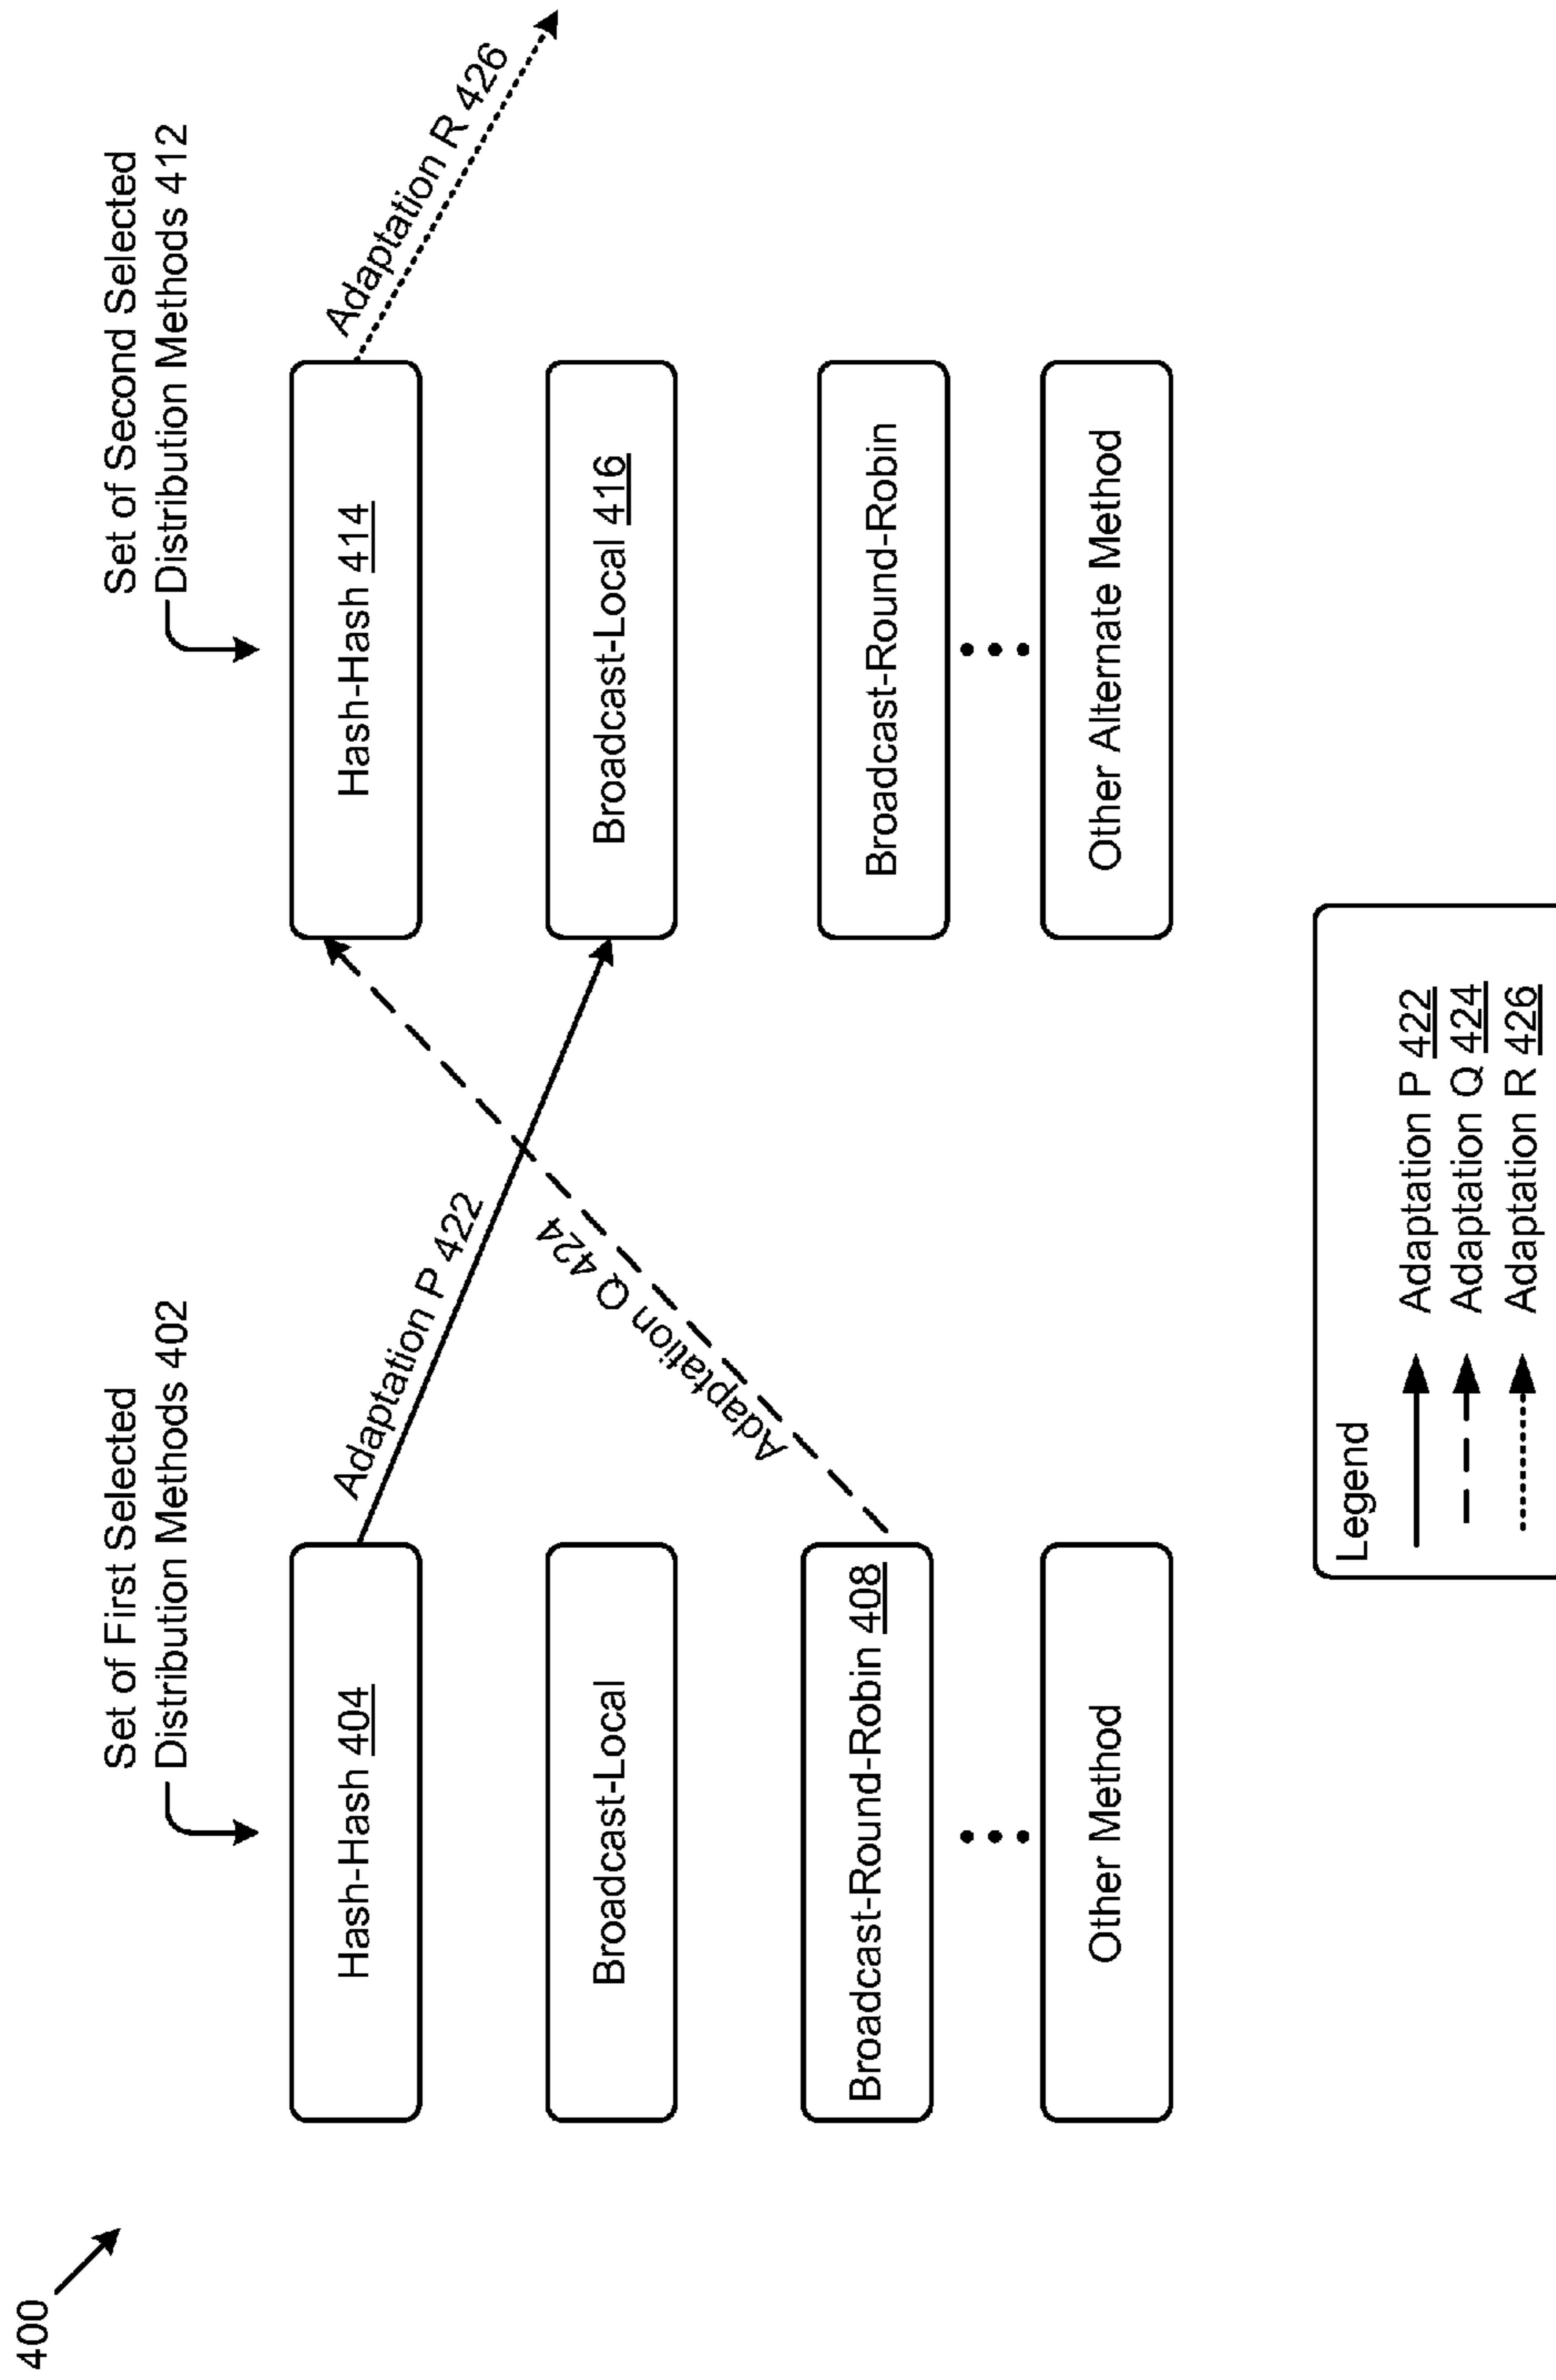 400
Set of First Selected
Distribution Methods 402
Set of Second Selected
Distribution Methods 412
Hash-Hash 404
Adaptation P 422
Hash-Hash 414
Adaptation R 426
Broadcast-Local
Broadcast-Local 416
Adaptation Q 424
Broadcast-Round-Robin 408
Broadcast-Round-Robin
Other Method
Other Alternate Method
Legend
Adaptation P 422
Adaptation Q 424
Adaptation R 426